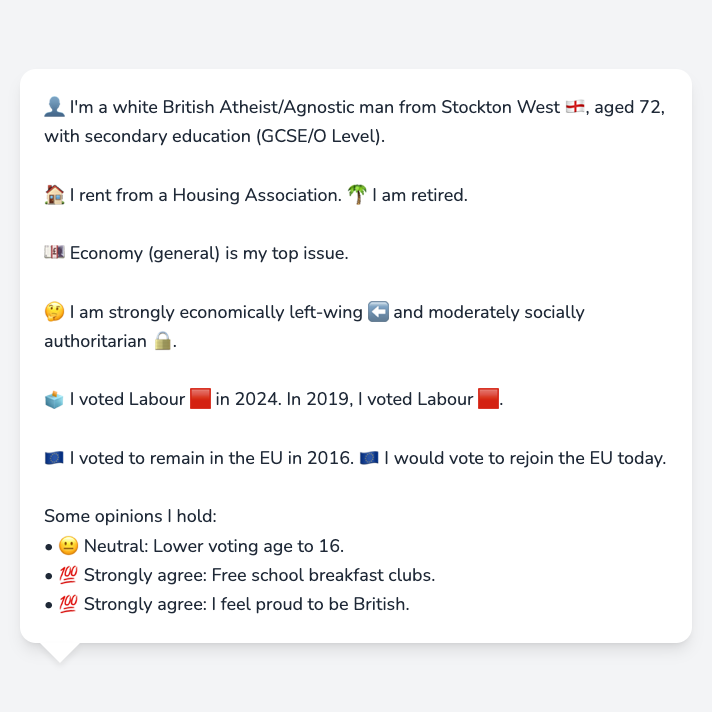 👤 I'm a white British Atheist/Agnostic man from Stockton West 🏴󠁧󠁢󠁥󠁮󠁧󠁿, aged 72,
with secondary education (GCSE/O Level).
🏠 I rent from a Housing Association. 🌴 I am retired.
💷 Economy (general) is my top issue.
🤔 I am strongly economically left-wing ⬅️ and moderately socially
authoritarian 🔒.
🗳️ I voted Labour 🟥 in 2024. In 2019, I voted Labour 🟥.
🇪🇺 I voted to remain in the EU in 2016. 🇪🇺 I would vote to rejoin the EU today.
Some opinions I hold:
• 😐 Neutral: Lower voting age to 16.
• 💯 Strongly agree: Free school breakfast clubs.
• 💯 Strongly agree: I feel proud to be British.